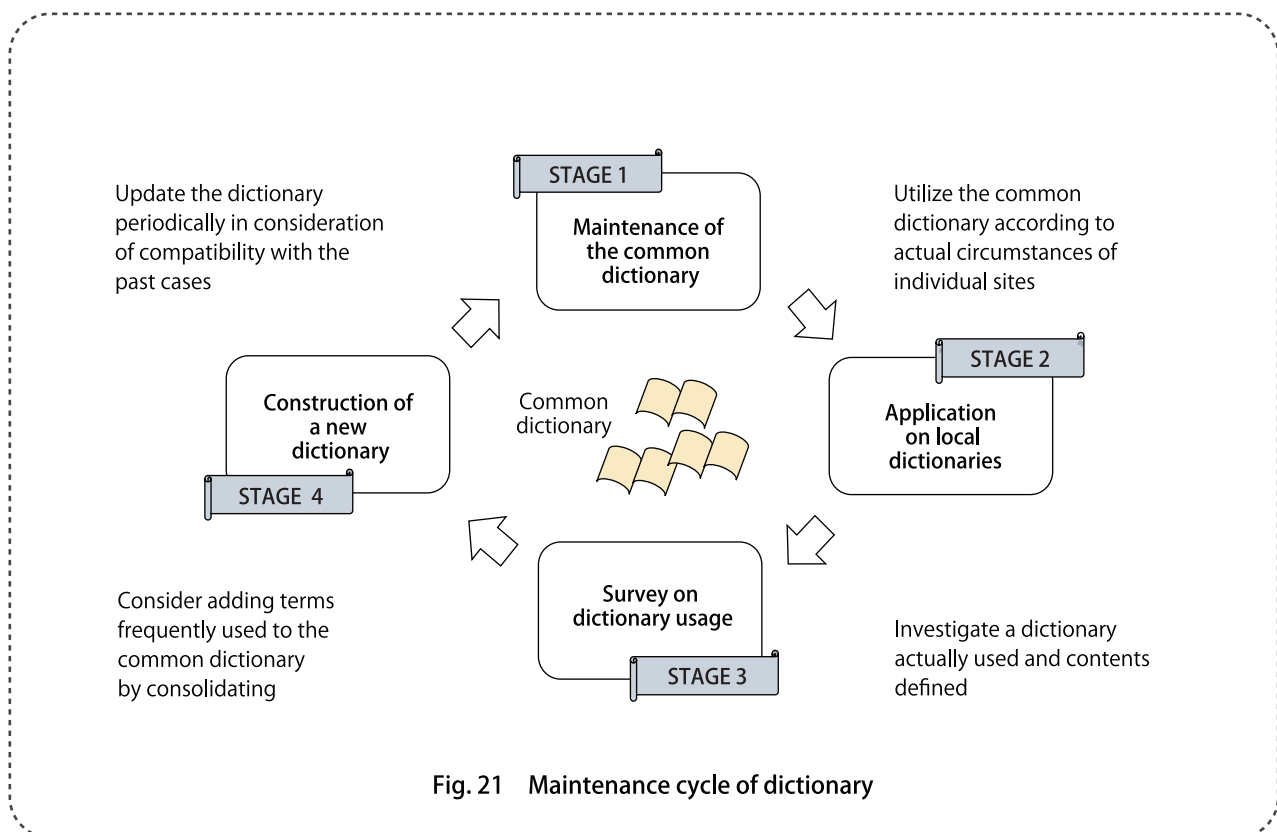 STAGE 1
Maintenance of
the common
dictionary
Update the dictionary
periodically in consideration
of compatibility with the
past cases
Utilize the common
dictionary according to
actual circumstances of
individual sites
STAGE 2
Application
on local
dictionaries
Common
dictionary
Construction of
a new
dictionary
STAGE 4
Survey on
dictionary usage
STAGE 3
Consider adding terms
frequently used to the
common dictionary
by consolidating
Investigate a dictionary
actually used and contents
defined
Fig. 21 Maintenance cycle of dictionary